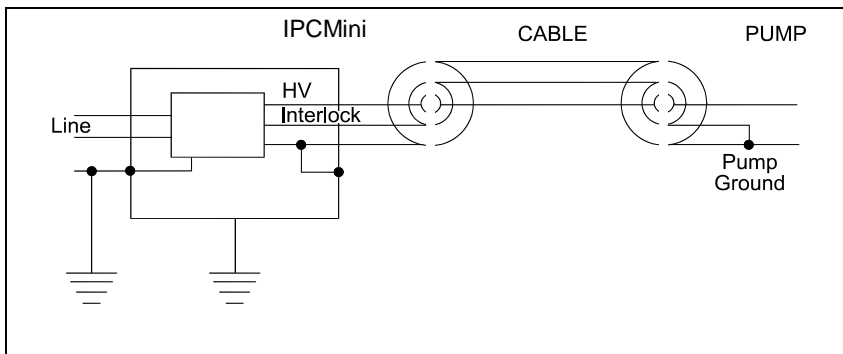 IPCMini
CABLE
PUMP
HV
Interlock
Line
Pump
Ground